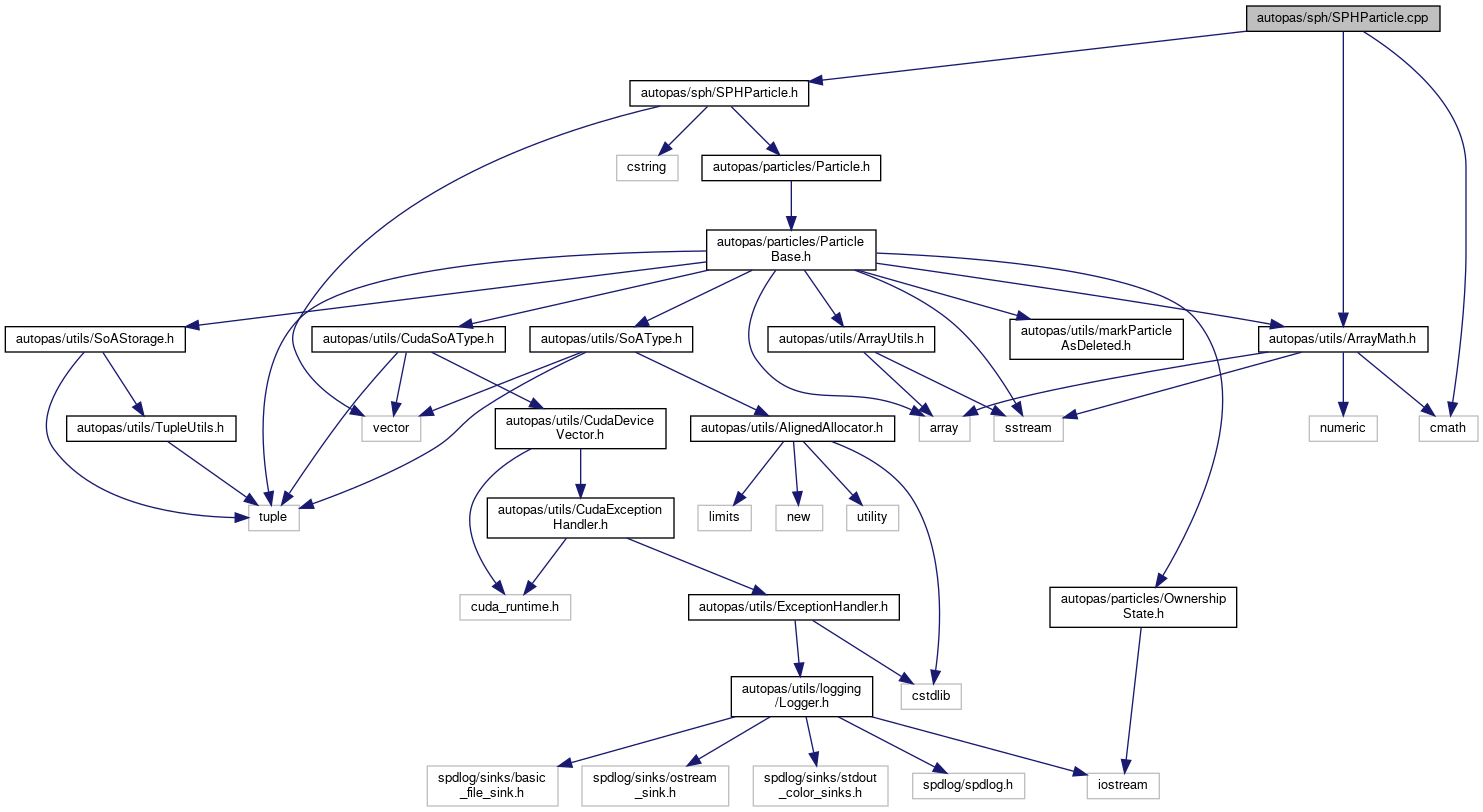 autopas/sph/SPHParticle.cpp
autopas/sph/SPHParticle.h
cstring
autopas/particles/Particle.h
autopas/particles/Particle
Base.h
autopas/utils/SoAStorage.h
autopas/utils/CudaSoAType.h
autopas/utils/SoAType.h
autopas/utils/ArrayUtils.h
autopas/utils/markParticle
AsDeleted.h
autopas/utils/ArrayMath.h
autopas/utils/TupleUtils.h
vector
autopas/utils/CudaDevice
Vector.h
autopas/utils/AlignedAllocator.h
array
sstream
numeric
cmath
tuple
autopas/utils/CudaException
Handler.h
limits
new
utility
cuda_runtime.h
autopas/utils/ExceptionHandler.h
autopas/particles/Ownership
State.h
autopas/utils/logging
/Logger.h
cstdlib
spdlog/sinks/basic
_file_sink.h
spdlog/sinks/ostream
_sink.h
spdlog/sinks/stdout
_color_sinks.h
spdlog/spdlog.h
iostream